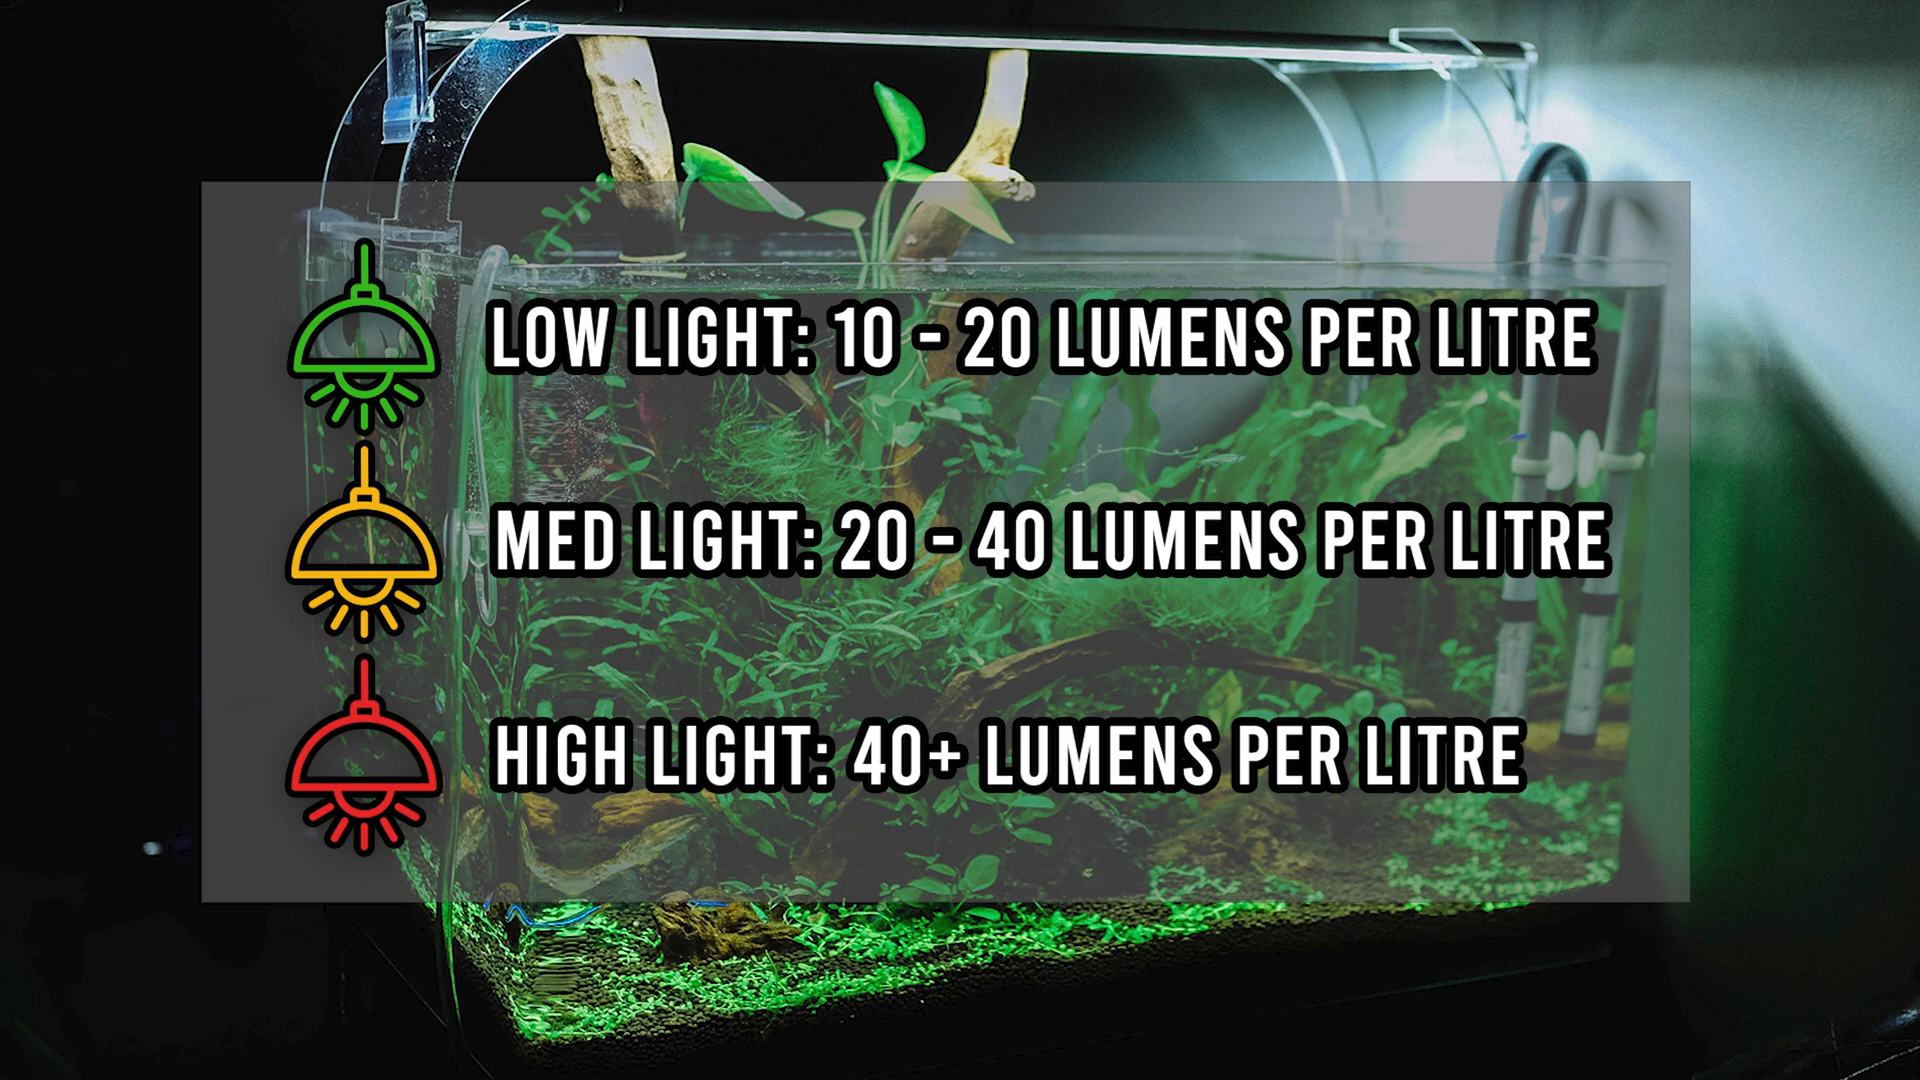 LOW LIGHT: 10 - 20 LUMENS PER LITRE
MED LIGHT: 20 - 40 LUMENS PER LITRE
HIGH LIGHT: 40+ LUMENS PER LITRE